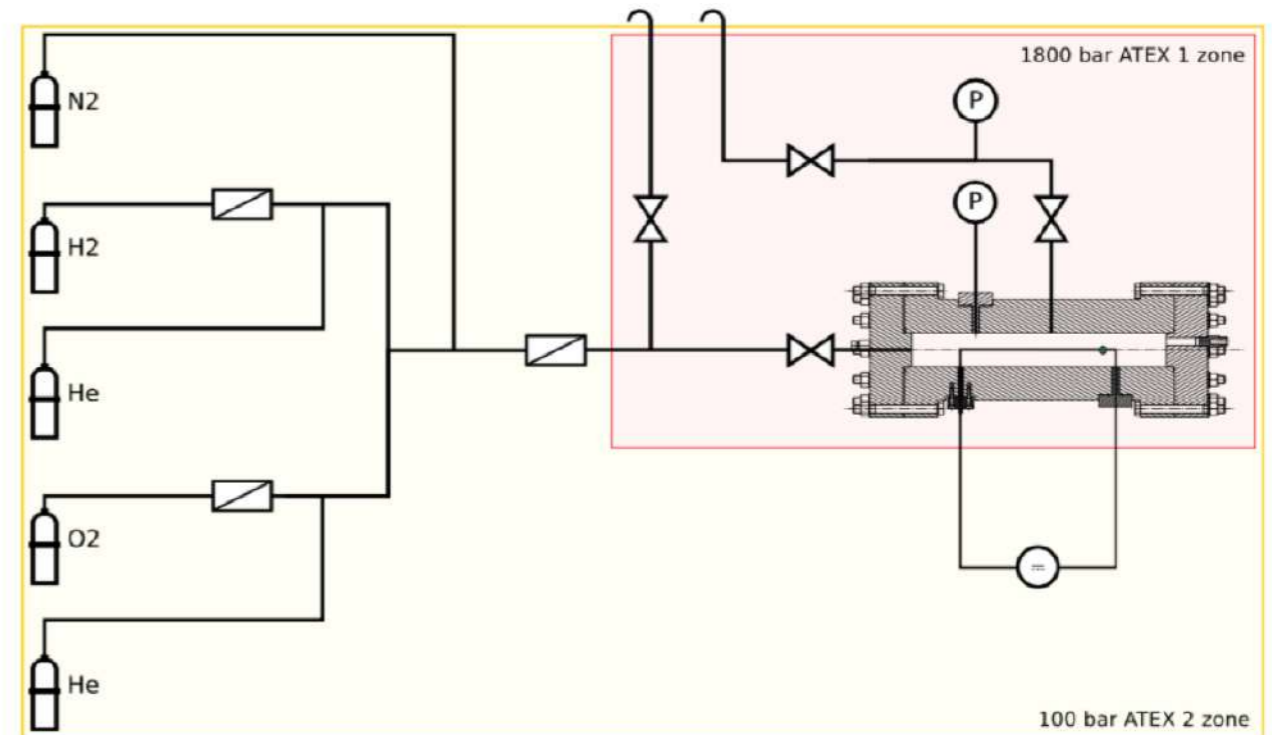 1800 bar ATEX 1 zone
N2
P
P
H2
He
O2
=
He
100 bar ATEX 2 zone